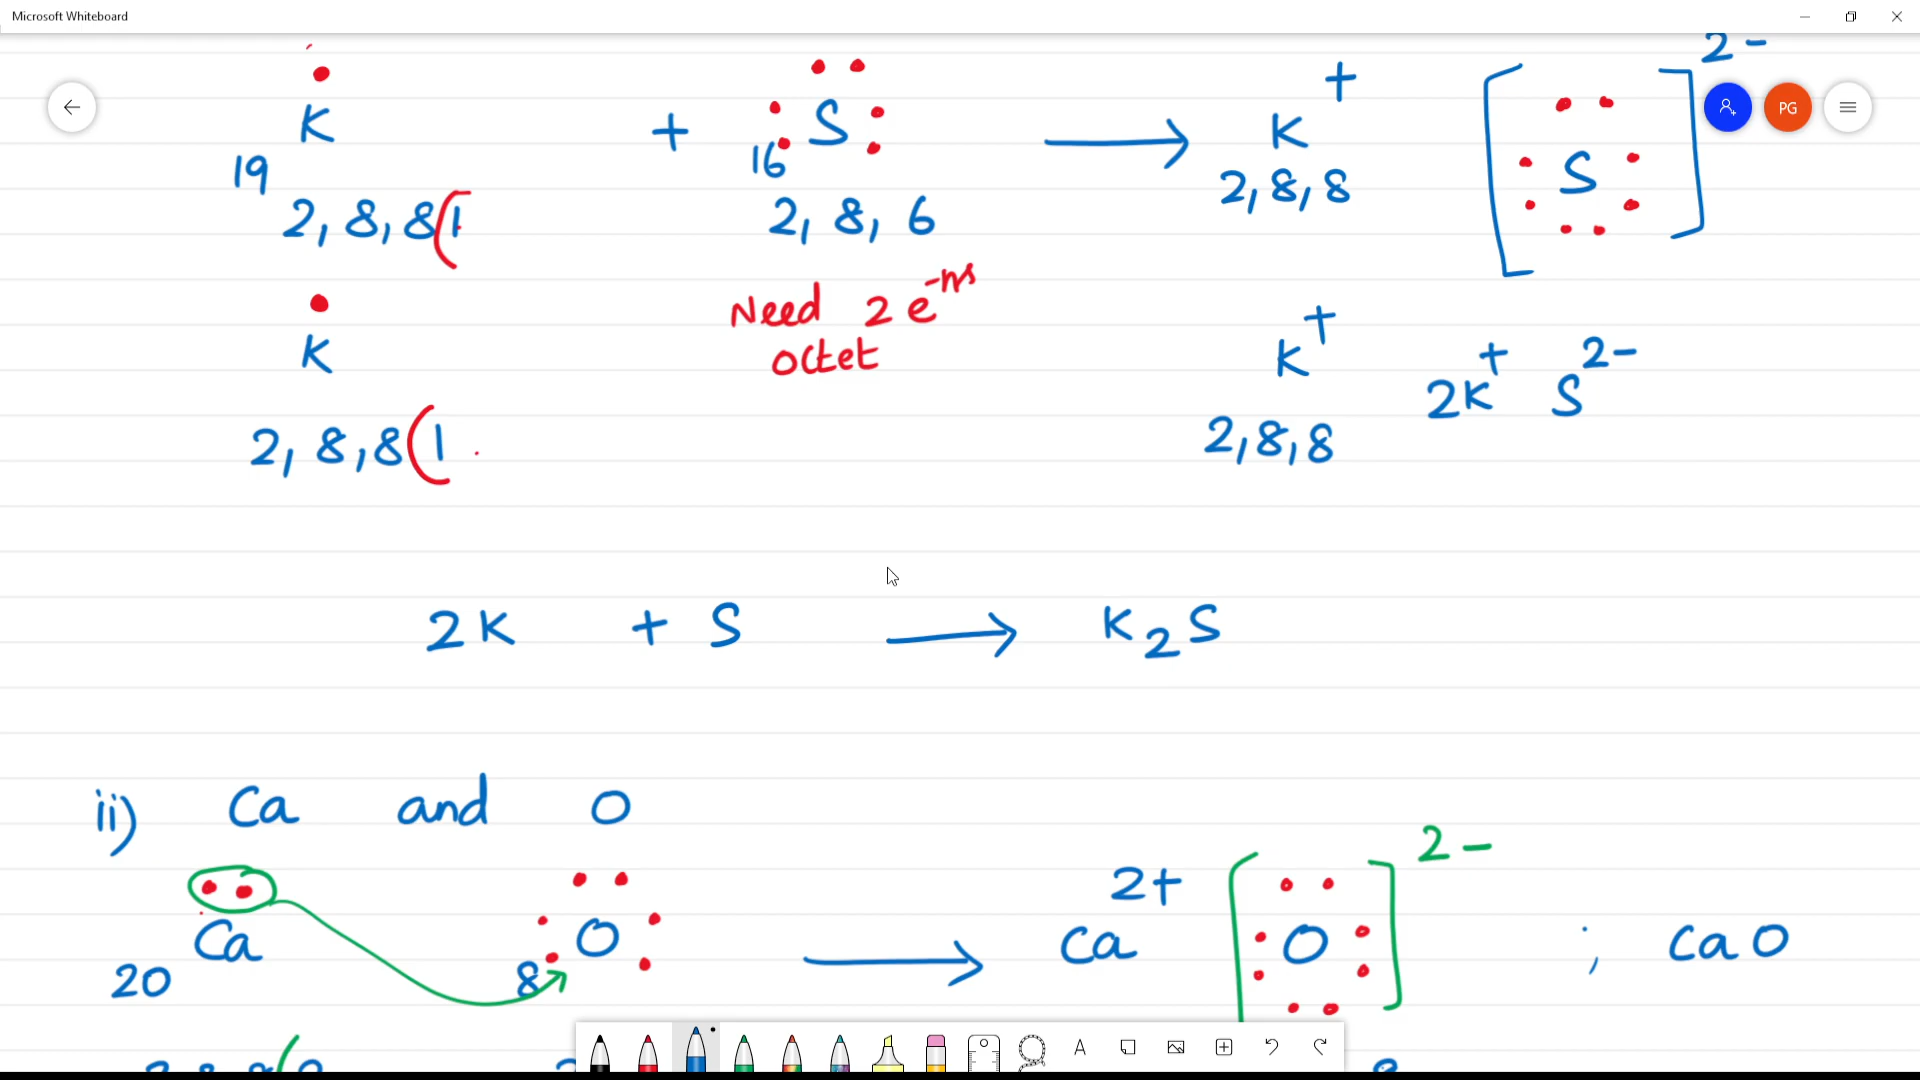 Microsoft Whiteboard
K + S → K+ [S]2-
19 16
2, 8, 8(1 2, 8, 6 2, 8, 8
PG
Need 2 e-ns
octet
K K+ 2K+ S2-
2, 8, 8(1 2, 8, 8
2K + S → K2S
ii) Ca and O
Ca O → Ca2+ [O]2- ; CaO
20 8
A